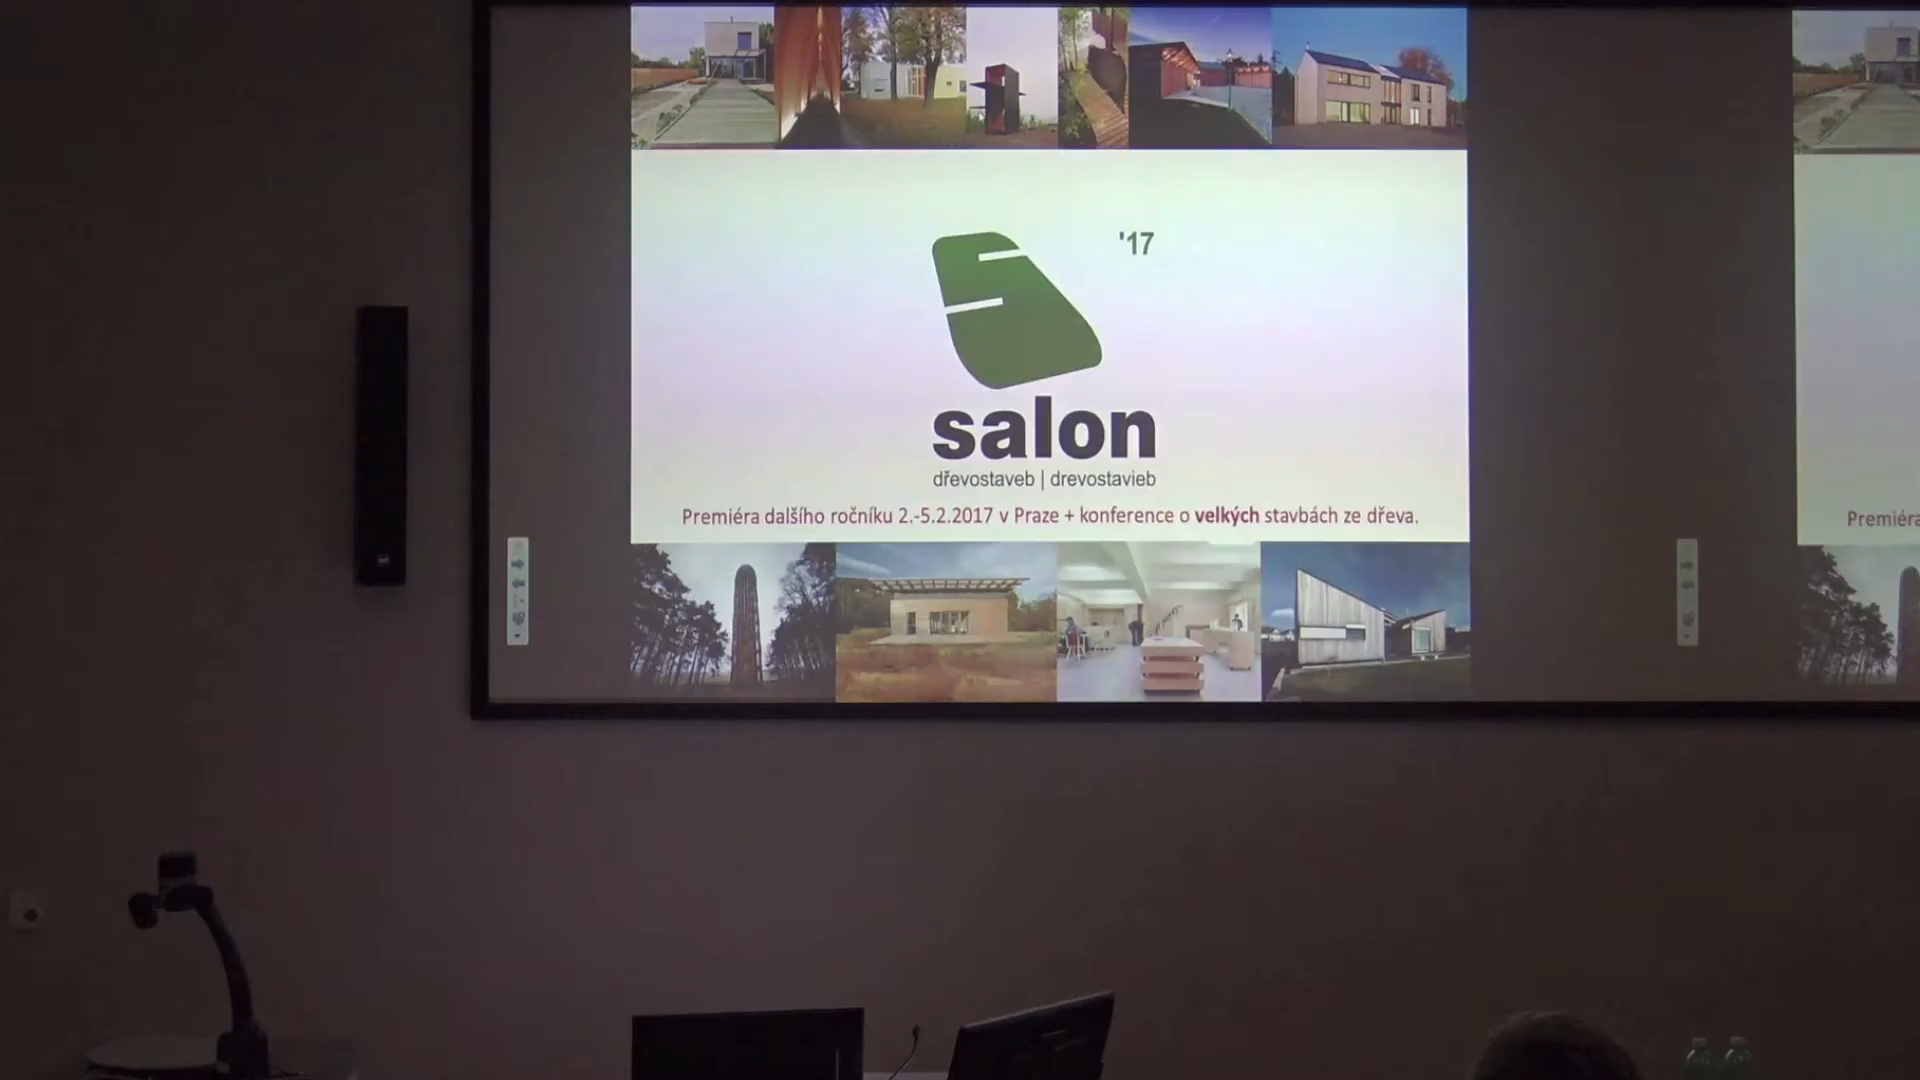 '17
salon
dřevostaveb | drevostavieb
Premiéra dalšího ročníku 2.-5.2.2017 v Praze + konference o velkých stavbách ze dřeva.
Premiéra